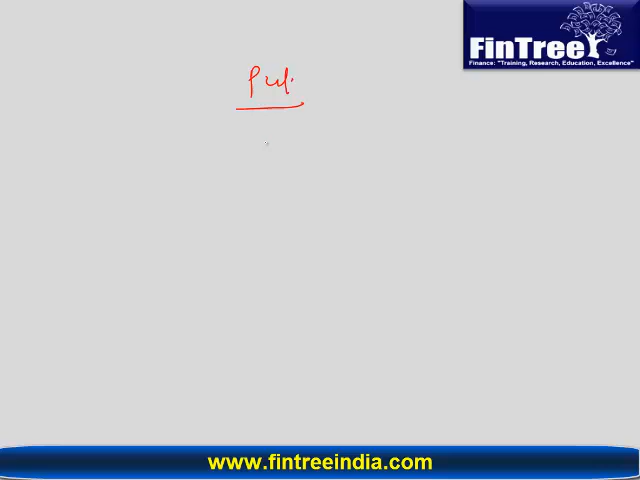 FinTree
Finance: "Training, Research, Education, Excellence"
www.fintreeindia.com